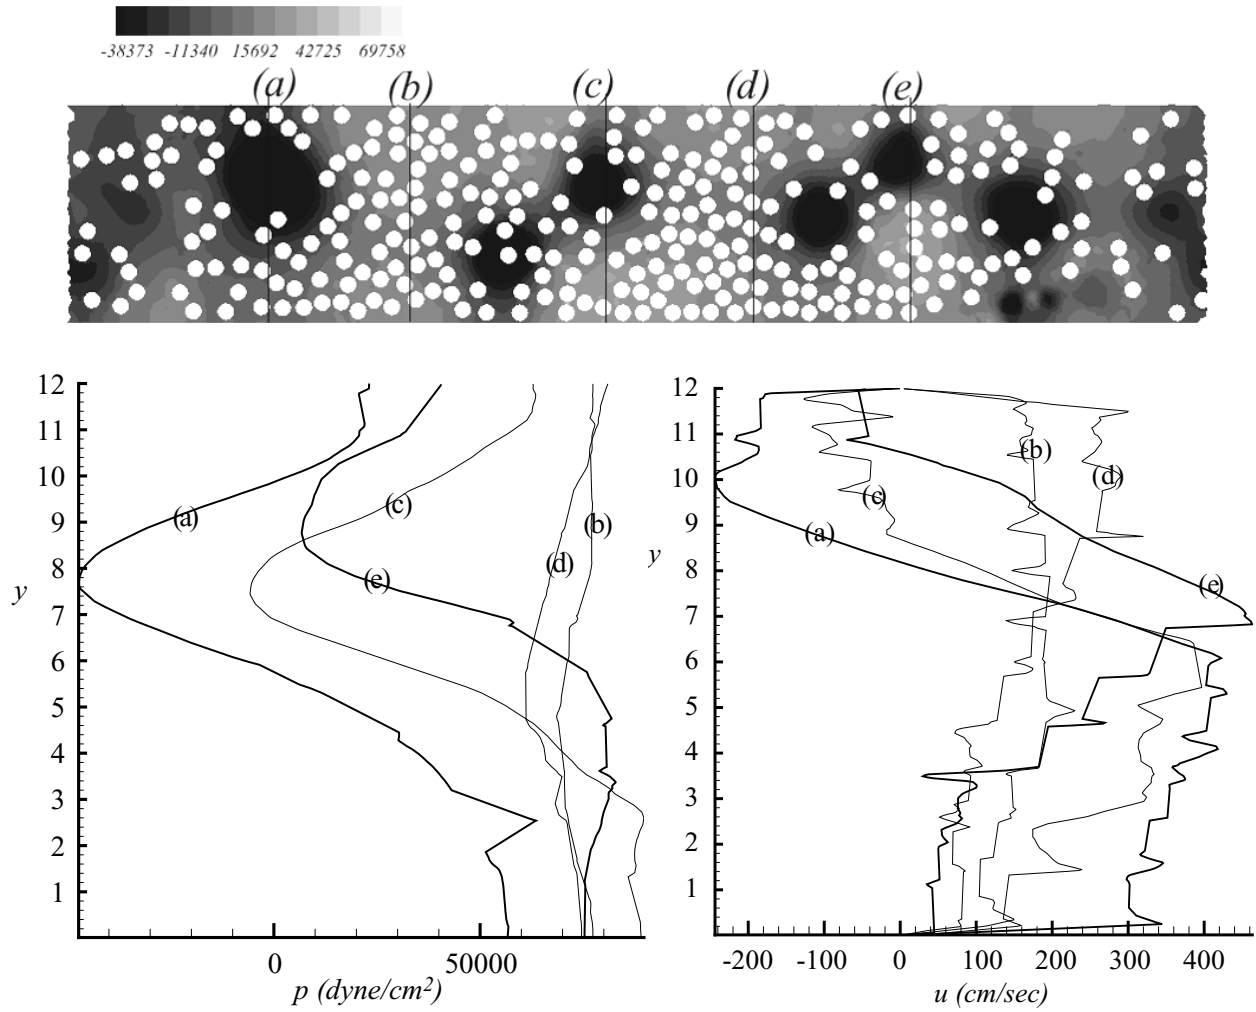 -38373 -11340 15692 42725 69758
(a) (b) (c) (d) (e)
12
11
10
9
8
7
6
5
4
3
2
1
y
(a)
(c)
(b)
(d)
(e)
0 50000
p (dyne/cm²)
12
11
10
9
8
7
6
5
4
3
2
1
y
(b)
(d)
(c)
(a)
(e)
-200 -100 0 100 200 300 400
u (cm/sec)